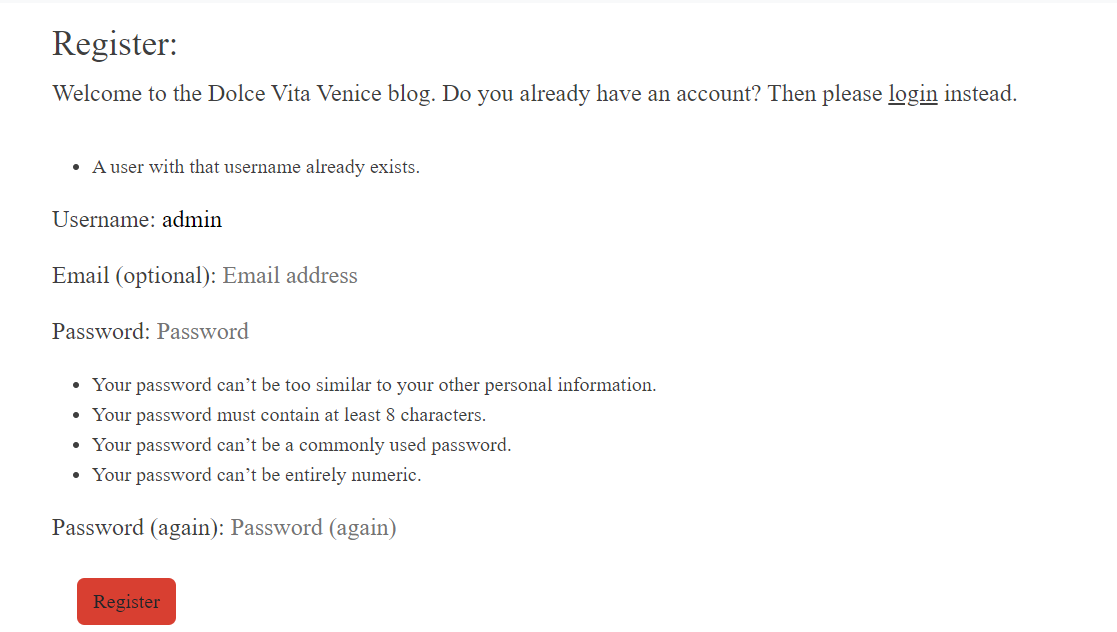 Register:
Welcome to the Dolce Vita Venice blog. Do you already have an account? Then please login instead.
• A user with that username already exists.
Username: admin
Email (optional): Email address
Password: Password
• Your password can’t be too similar to your other personal information.
• Your password must contain at least 8 characters.
• Your password can’t be a commonly used password.
• Your password can’t be entirely numeric.
Password (again): Password (again)
Register